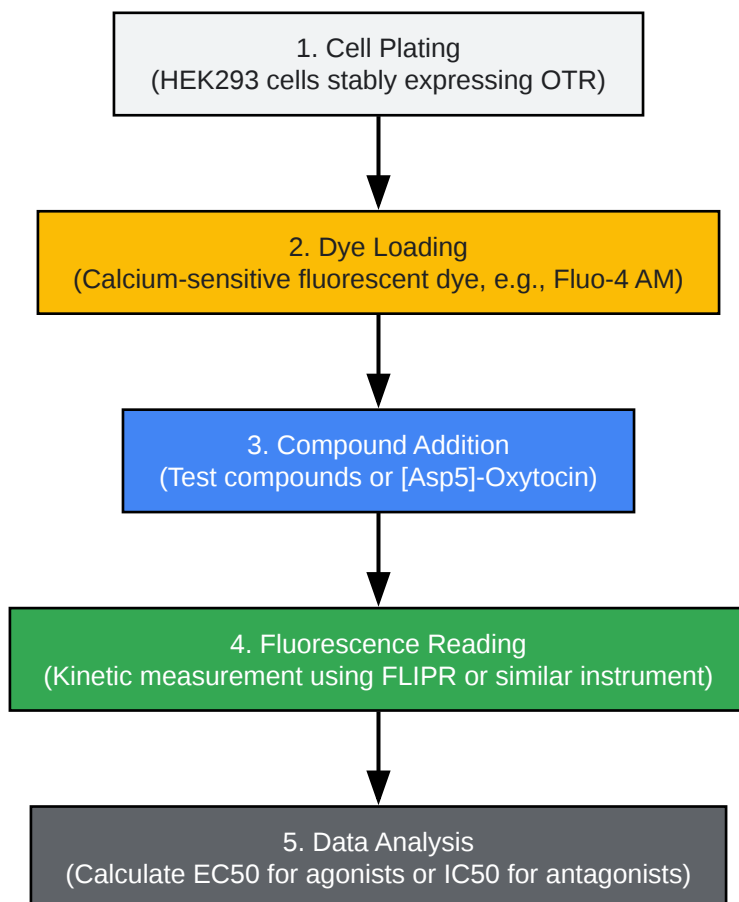 1. Cell Plating
(HEK293 cells stably expressing OTR)
2. Dye Loading
(Calcium-sensitive fluorescent dye, e.g., Fluo-4 AM)
3. Compound Addition
(Test compounds or [Asp5]-Oxytocin)
4. Fluorescence Reading
(Kinetic measurement using FLIPR or similar instrument)
5. Data Analysis
(Calculate EC50 for agonists or IC50 for antagonists)